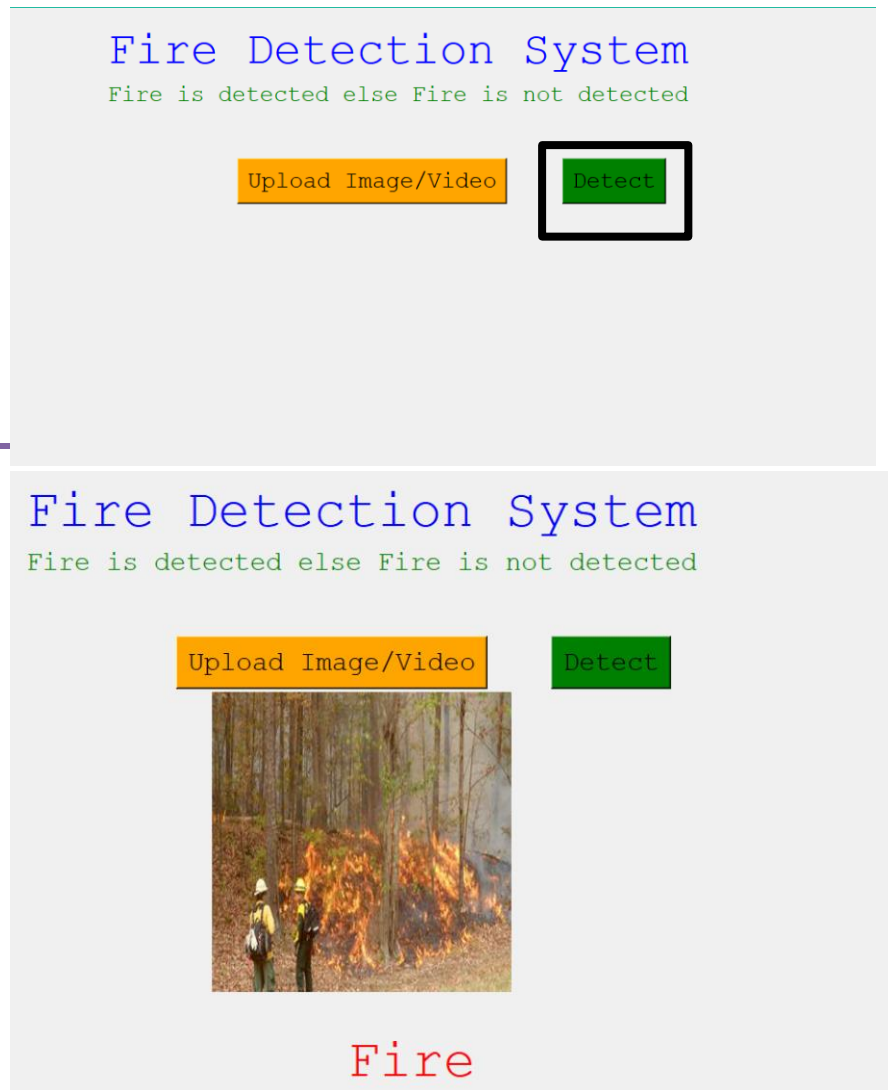 Fire Detection System
Fire is detected else Fire is not detected
Upload Image/Video Detect
Fire Detection System
Fire is detected else Fire is not detected
Upload Image/Video Detect
Fire